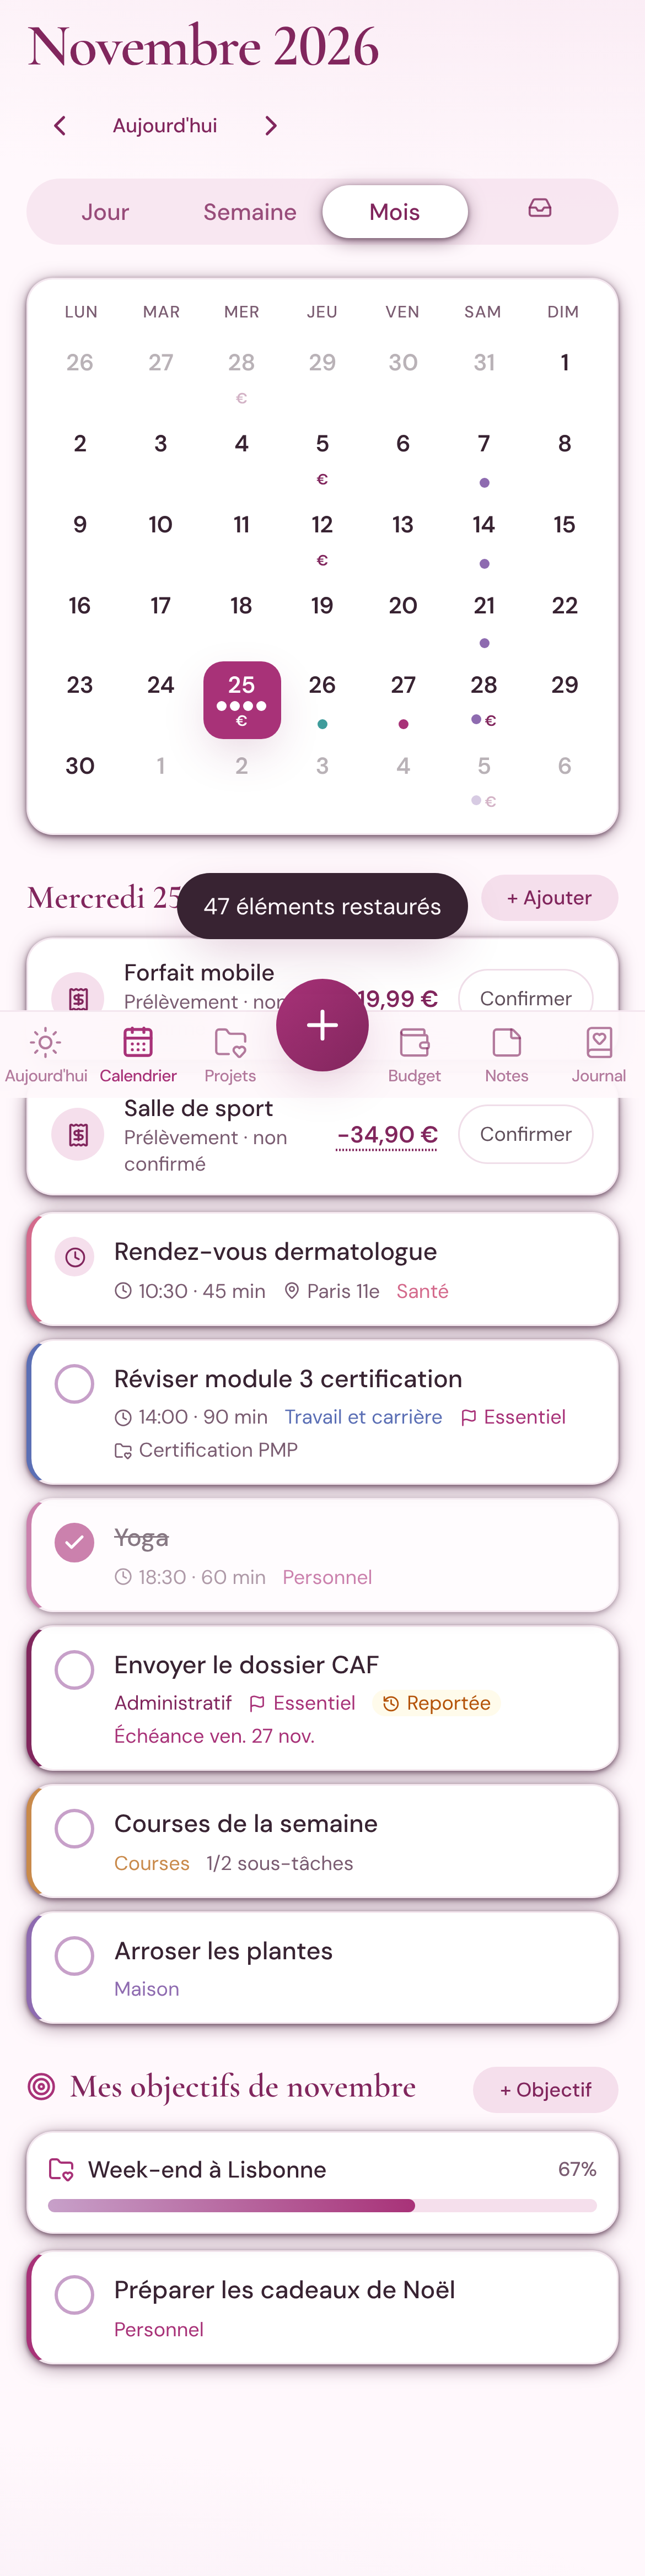 Novembre 2026
Aujourd'hui
Jour Semaine Mois
LUN MAR MER JEU VEN SAM DIM
26 27 28 29 30 31 1
€
2 3 4 5 6 7 8
€
9 10 11 12 13 14 15
€
16 17 18 19 20 21 22
23 24 25 26 27 28 29
€ €
30 1 2 3 4 5 6
€
Mercredi 25
47 éléments restaurés
+ Ajouter
Forfait mobile
Prélèvement · non
19,99 €
Confirmer
Aujourd'hui Calendrier Projets + Budget Notes Journal
Salle de sport
Prélèvement · non
confirmé
-34,90 €
Confirmer
Rendez-vous dermatologue
10:30 · 45 min Paris 11e Santé
Réviser module 3 certification
14:00 · 90 min Travail et carrière Essentiel
Certification PMP
Yoga
18:30 · 60 min Personnel
Envoyer le dossier CAF
Administratif Essentiel Reportée
Échéance ven. 27 nov.
Courses de la semaine
Courses 1/2 sous-tâches
Arroser les plantes
Maison
Mes objectifs de novembre
+ Objectif
Week-end à Lisbonne 67%
Préparer les cadeaux de Noël
Personnel